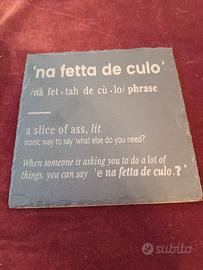 'na fetta de culo'
/nà fet • tah de cù • lo/ phrase
a slice of ass, lit.
ironic way to say 'what else do you need?'
When someone is asking you to do a lot of
things, you can say 'e na fetta de culo.?'
subito